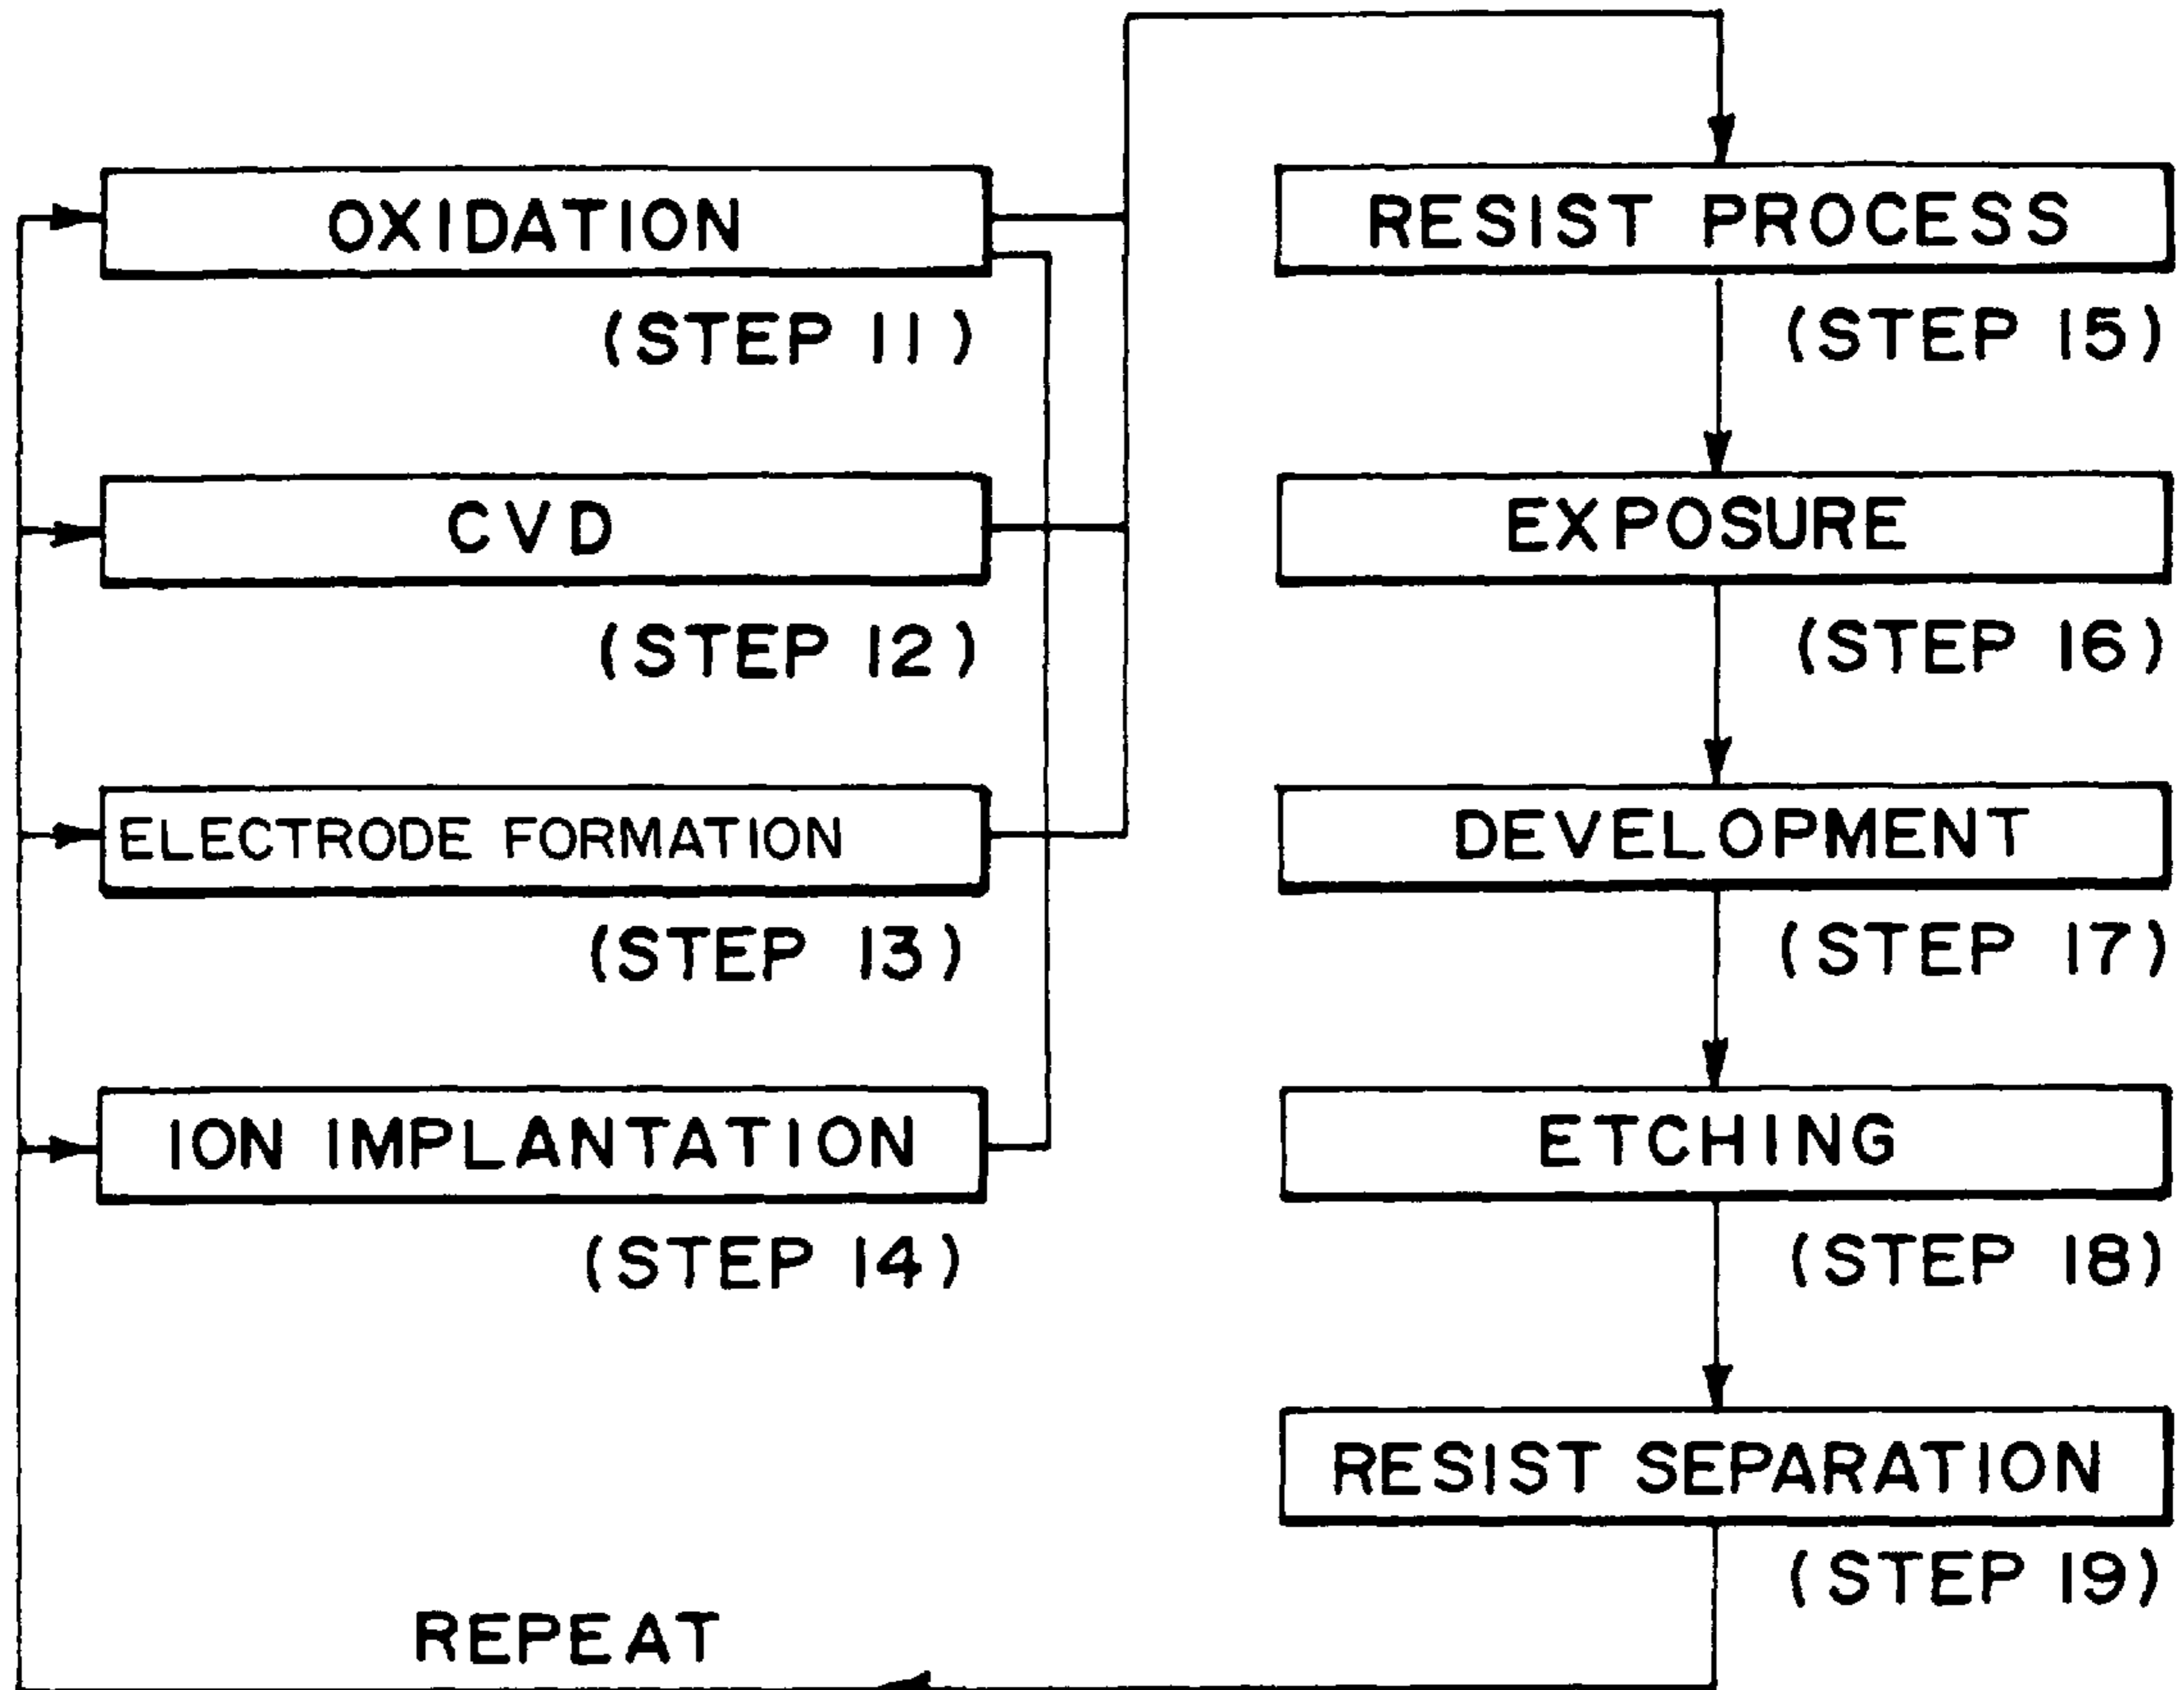 OXIDATION
(STEP 11)
CVD
(STEP 12)
ELECTRODE FORMATION
(STEP 13)
ION IMPLANTATION
(STEP 14)
RESIST PROCESS
(STEP 15)
EXPOSURE
(STEP 16)
DEVELOPMENT
(STEP 17)
ETCHING
(STEP 18)
RESIST SEPARATION
(STEP 19)
REPEAT